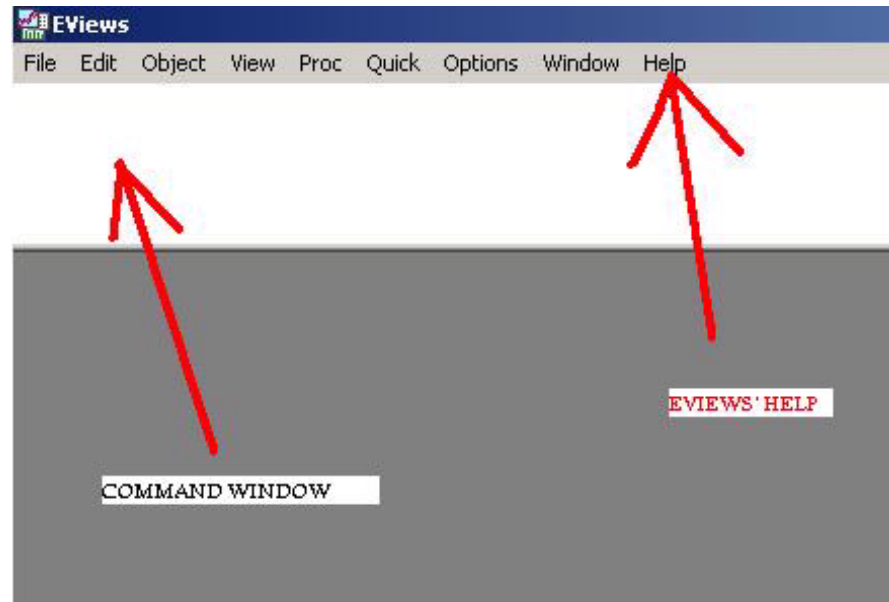 EViews
File Edit Object View Proc Quick Options Window Help
EVIEWS' HELP
COMMAND WINDOW